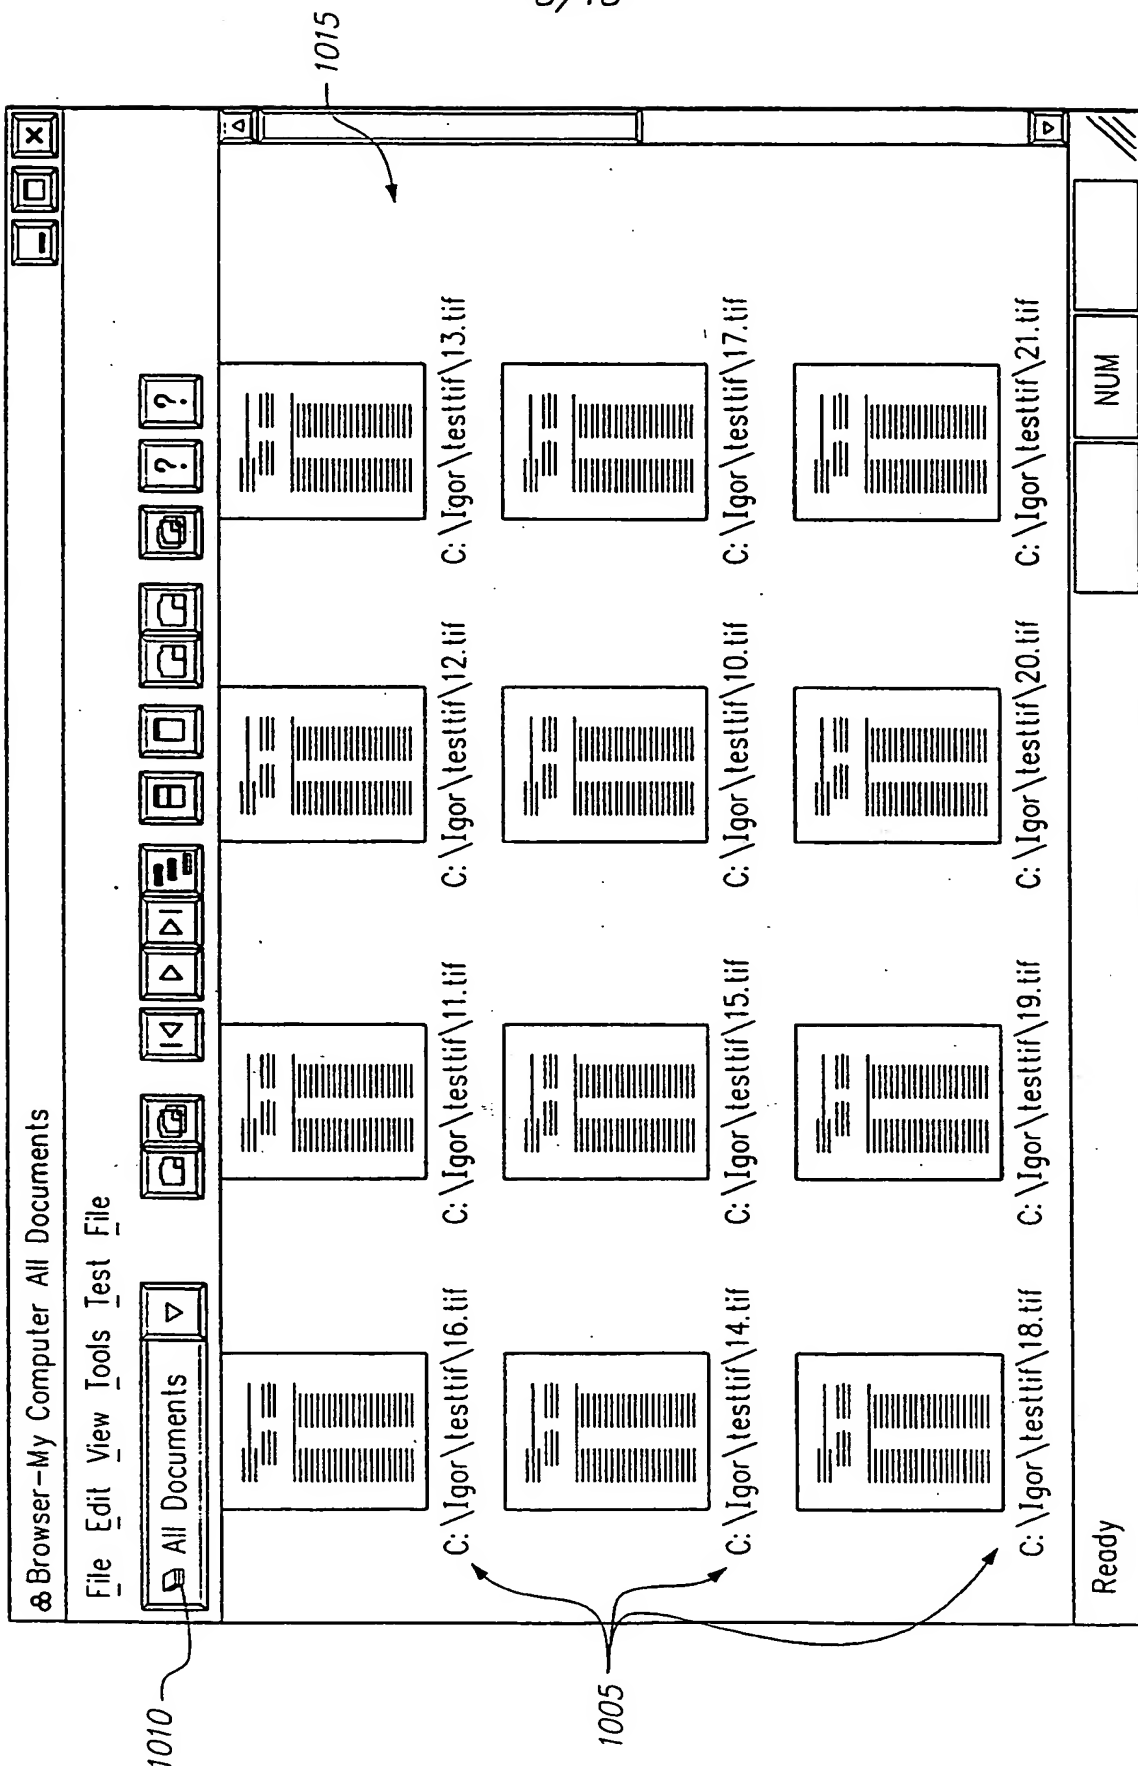 1015
Browser-My Computer All Documents
File Edit View Tools Test File
All Documents
? ?
1010
C:\Igor\testtif\16.tif C:\Igor\testtif\11.tif C:\Igor\testtif\12.tif C:\Igor\testtif\13.tif
C:\Igor\testtif\14.tif C:\Igor\testtif\15.tif C:\Igor\testtif\10.tif C:\Igor\testtif\17.tif
1005
C:\Igor\testtif\18.tif C:\Igor\testtif\19.tif C:\Igor\testtif\20.tif C:\Igor\testtif\21.tif
Ready NUM